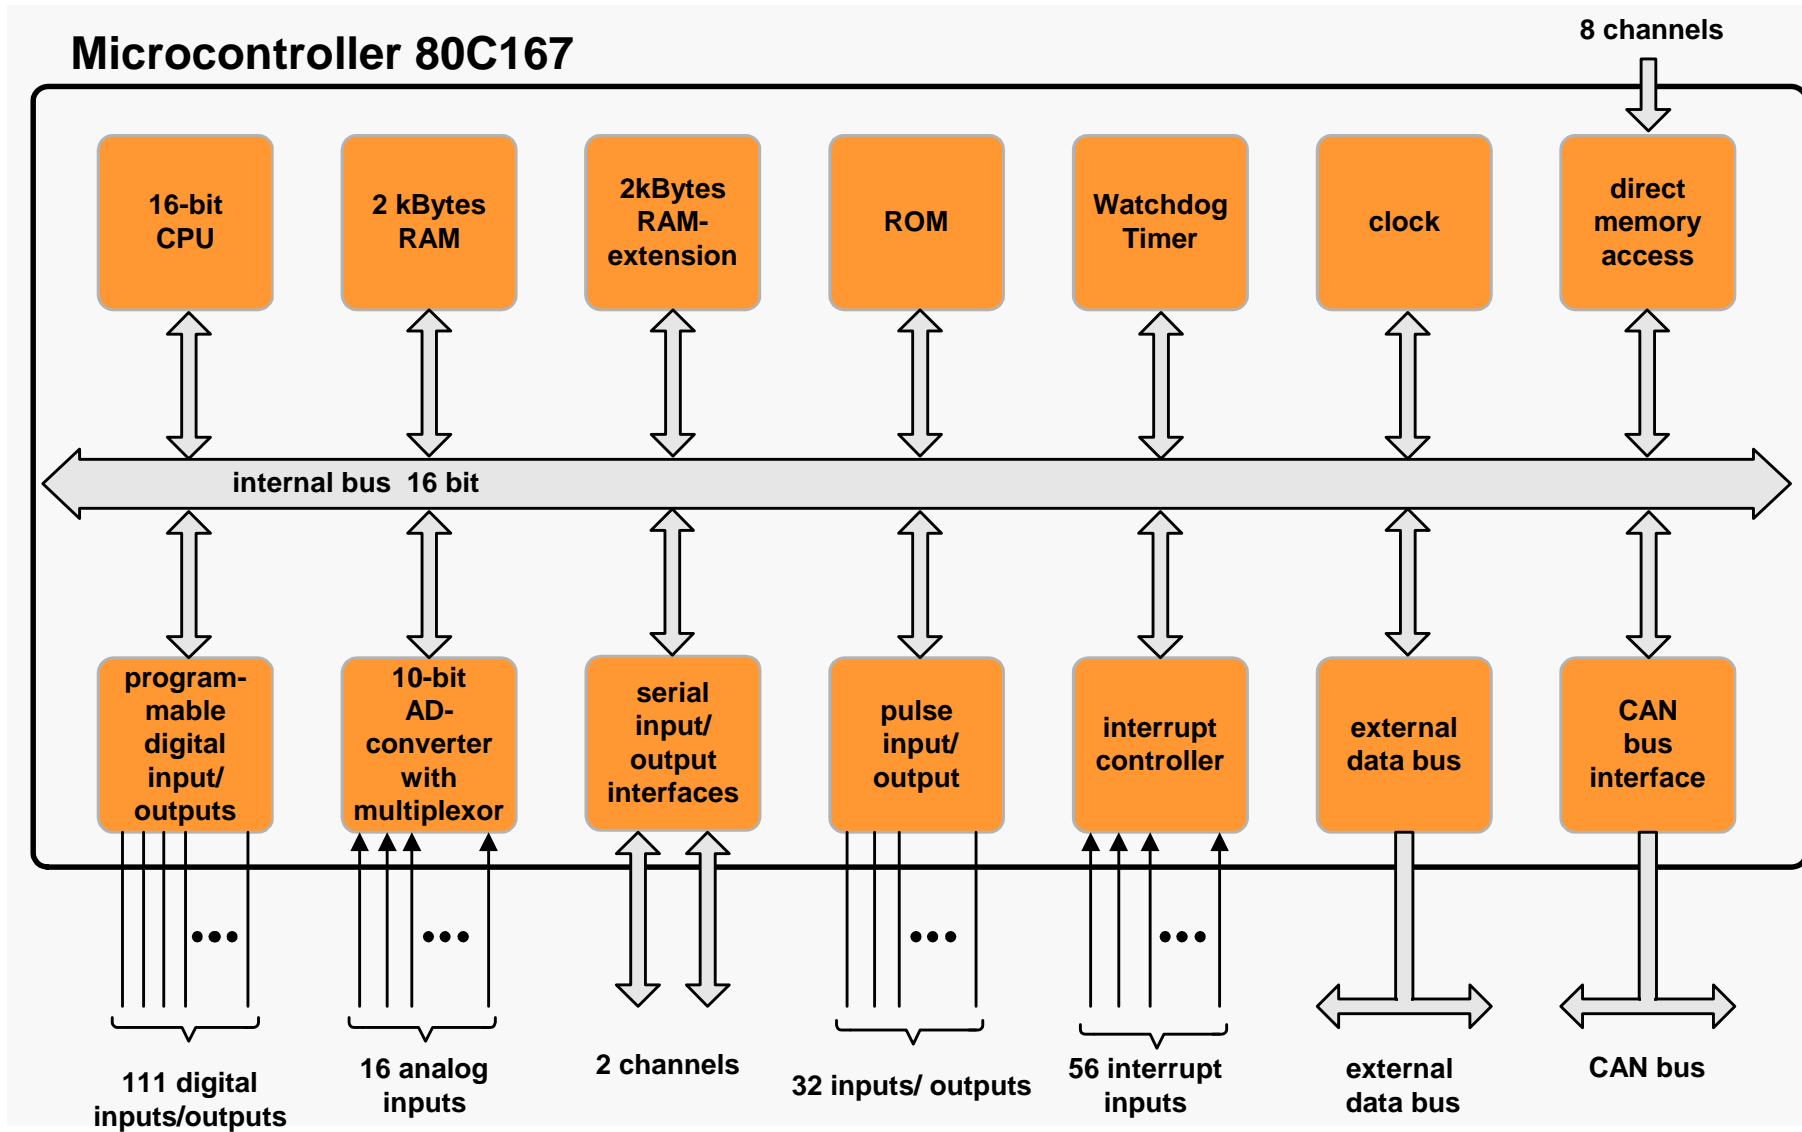 8 channels
Microcontroller 80C167
16-bit
CPU
2 kBytes
RAM
2kBytes
RAM-
extension
ROM
Watchdog
Timer
clock
direct
memory
access
internal bus  16 bit
program-
mable
digital
input/
outputs
10-bit
AD-
converter
with
multiplexor
serial
input/
output
interfaces
pulse
input/
output
interrupt
controller
external
data bus
CAN
bus
interface
111 digital
inputs/outputs
16 analog
inputs
2 channels
32 inputs/ outputs
56 interrupt
inputs
external
data bus
CAN bus